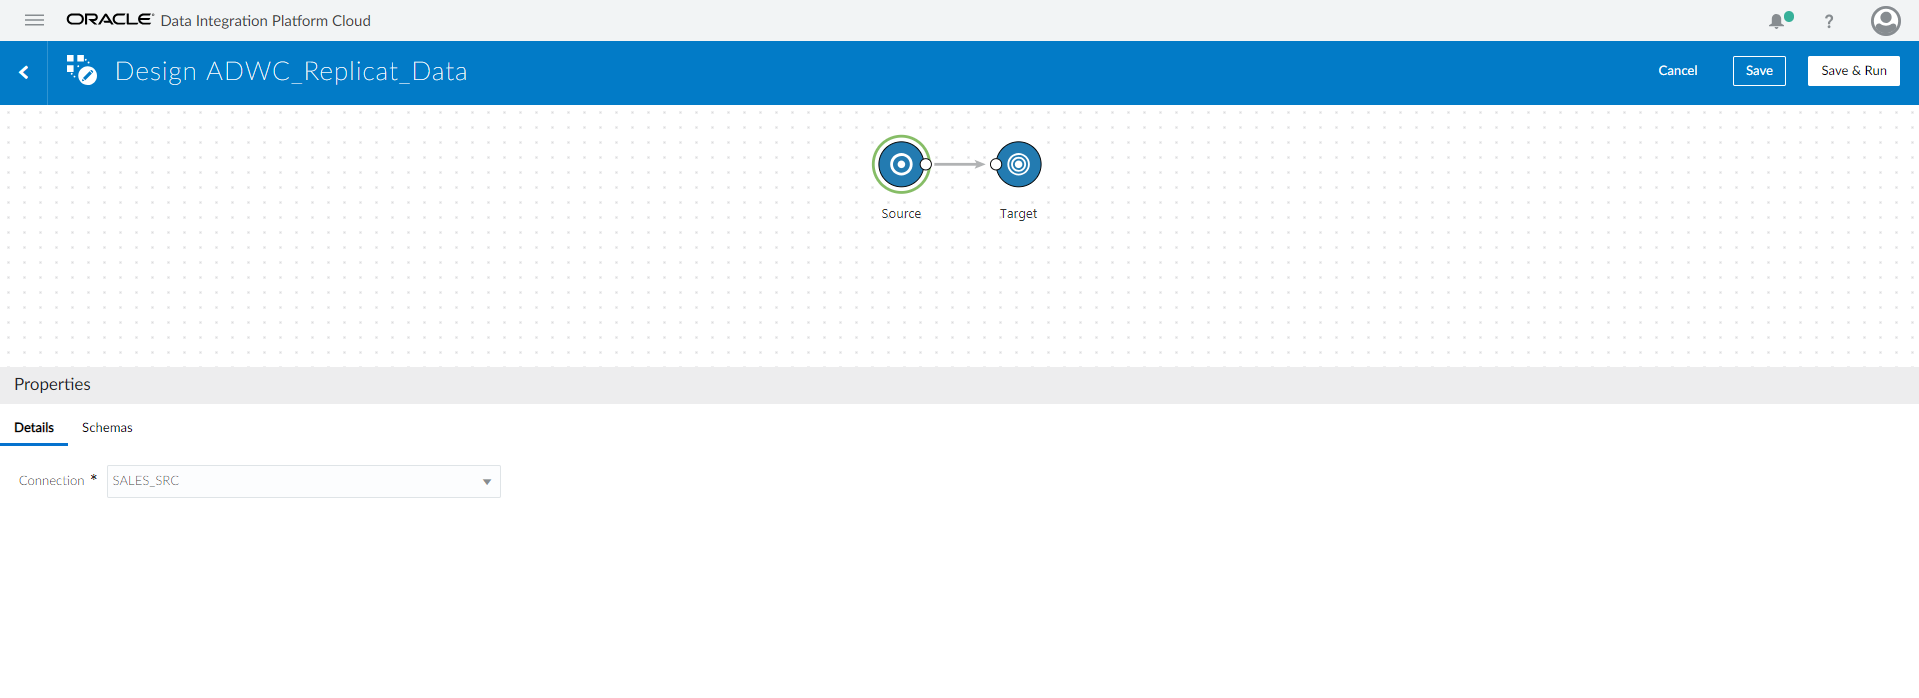 ORACLE Data Integration Platform Cloud ?
Design ADWC_Replicat_Data Cancel Save Save & Run
Source Target
Properties
Details Schemas
Connection * SALES_SRC